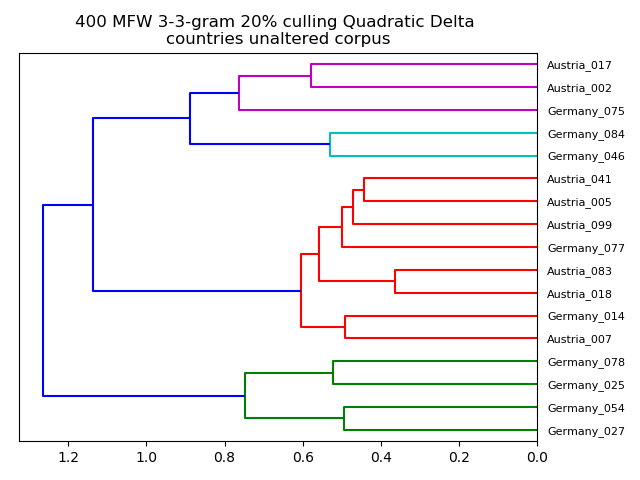 400 MFW 3-3-gram 20% culling Quadratic Delta
countries unaltered corpus
Austria_017
Austria_002
Germany_075
Germany_084
Germany_046
Austria_041
Austria_005
Austria_099
Germany_077
Austria_083
Austria_018
Germany_014
Austria_007
Germany_078
Germany_025
Germany_054
Germany_027
1.2 1.0 0.8 0.6 0.4 0.2 0.0